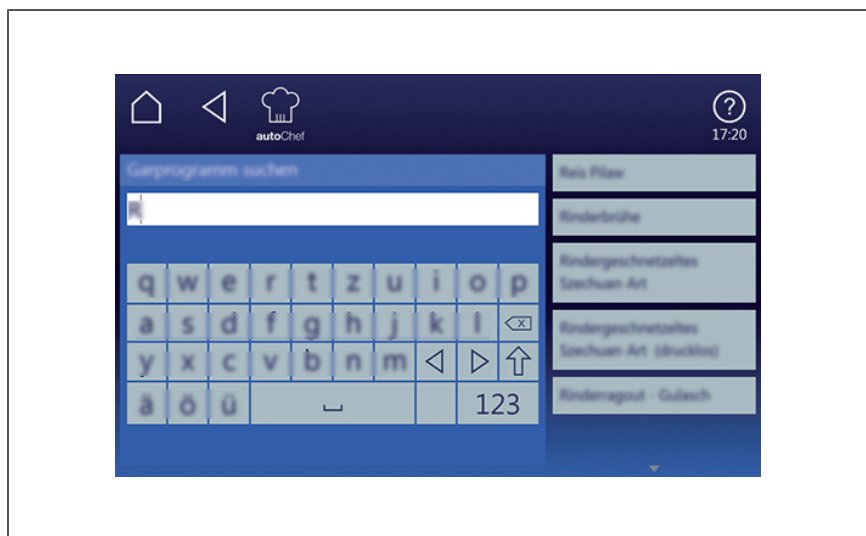 autoChef
17:20
Garprogramm suchen
R
Reis Pilaw
Rinderbrühe
Rindergeschnetzeltes
Szechuan-Art
Rindergeschnetzeltes
Szechuan-Art (drucklos)
Rinderragout - Gulasch
q w e r t z u i o p
a s d f g h j k l
y x c v b n m
ä ö ü 123